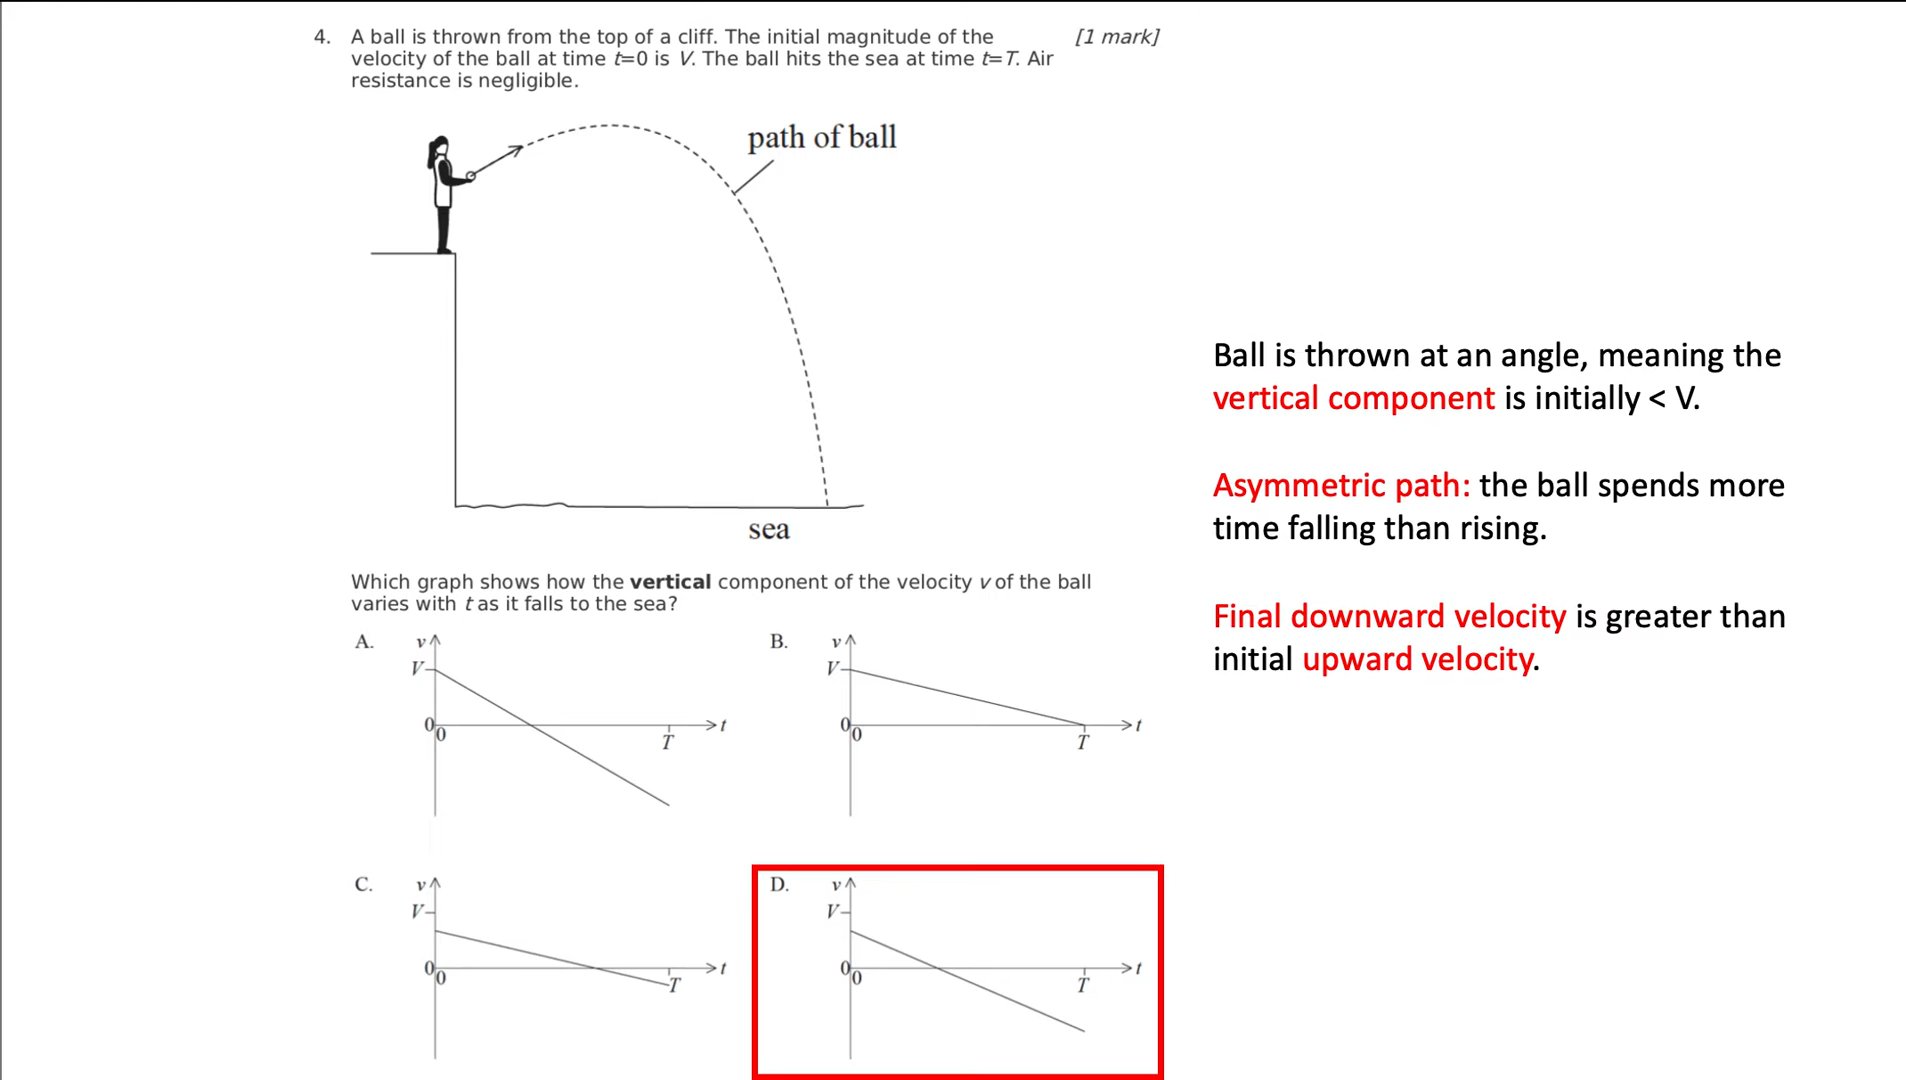 4. A ball is thrown from the top of a cliff. The initial magnitude of the [1 mark]
velocity of the ball at time t=0 is V. The ball hits the sea at time t=T. Air
resistance is negligible.
path of ball
sea
Ball is thrown at an angle, meaning the
vertical component is initially < V.
Asymmetric path: the ball spends more
time falling than rising.
Final downward velocity is greater than
initial upward velocity.
Which graph shows how the vertical component of the velocity v of the ball
varies with t as it falls to the sea?
A. v
V
0
0
T
t
B. v
V
0
0
T
t
C. v
V
0
0
T
t
D. v
V
0
0
T
t